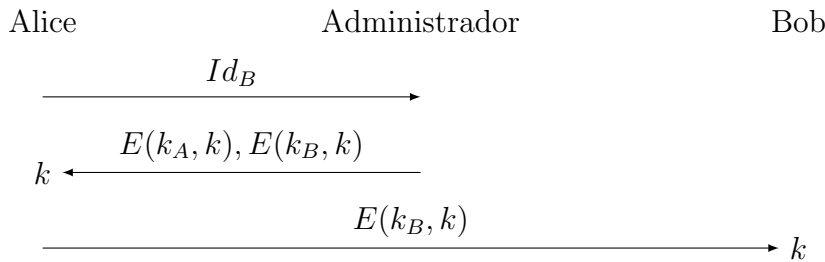 Alice Administrador Bob
Id_B
E(k_A, k), E(k_B, k)
k
E(k_B, k)
k